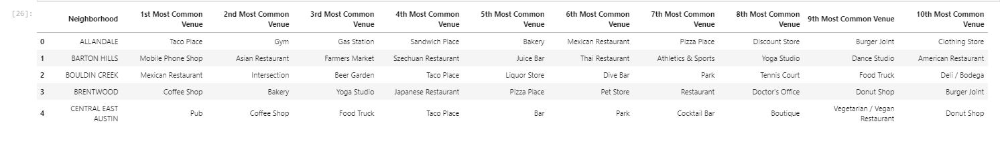 [26]:
Neighborhood 1st Most Common Venue 2nd Most Common Venue 3rd Most Common Venue 4th Most Common Venue 5th Most Common Venue 6th Most Common Venue 7th Most Common Venue 8th Most Common Venue 9th Most Common Venue 10th Most Common Venue
0 ALLANDALE Taco Place Gym Gas Station Sandwich Place Bakery Mexican Restaurant Pizza Place Discount Store Burger Joint Clothing Store
1 BARTON HILLS Mobile Phone Shop Asian Restaurant Farmers Market Szechuan Restaurant Juice Bar Thai Restaurant Athletics & Sports Yoga Studio Dance Studio American Restaurant
2 BOULDIN CREEK Mexican Restaurant Intersection Beer Garden Taco Place Liquor Store Dive Bar Park Tennis Court Food Truck Deli / Bodega
3 BRENTWOOD Coffee Shop Bakery Yoga Studio Japanese Restaurant Pizza Place Pet Store Restaurant Doctor's Office Donut Shop Burger Joint
4 CENTRAL EAST AUSTIN Pub Coffee Shop Food Truck Taco Place Bar Park Cocktail Bar Boutique Vegetarian / Vegan Restaurant Donut Shop